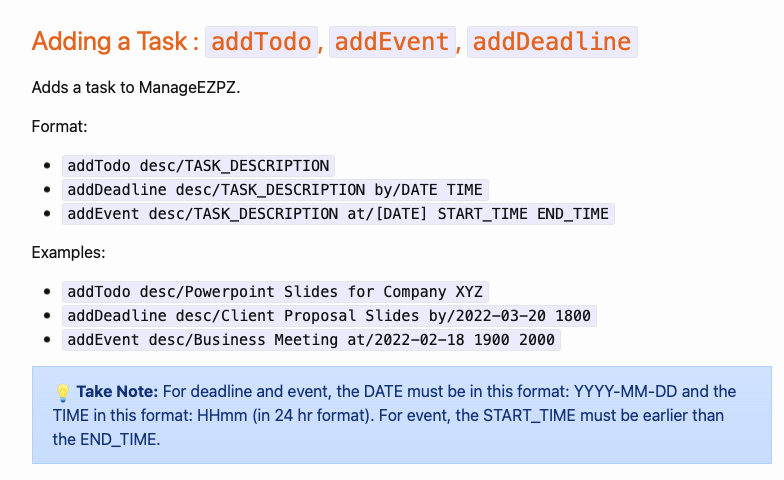 Adding a Task : addTodo, addEvent, addDeadline
Adds a task to ManageEZPZ.
Format:
addTodo desc/TASK_DESCRIPTION
addDeadline desc/TASK_DESCRIPTION by/DATE TIME
addEvent desc/TASK_DESCRIPTION at/[DATE] START_TIME END_TIME
Examples:
addTodo desc/Powerpoint Slides for Company XYZ
addDeadline desc/Client Proposal Slides by/2022-03-20 1800
addEvent desc/Business Meeting at/2022-02-18 1900 2000
💡 Take Note: For deadline and event, the DATE must be in this format: YYYY-MM-DD and the
TIME in this format: HHmm (in 24 hr format). For event, the START_TIME must be earlier than
the END_TIME.